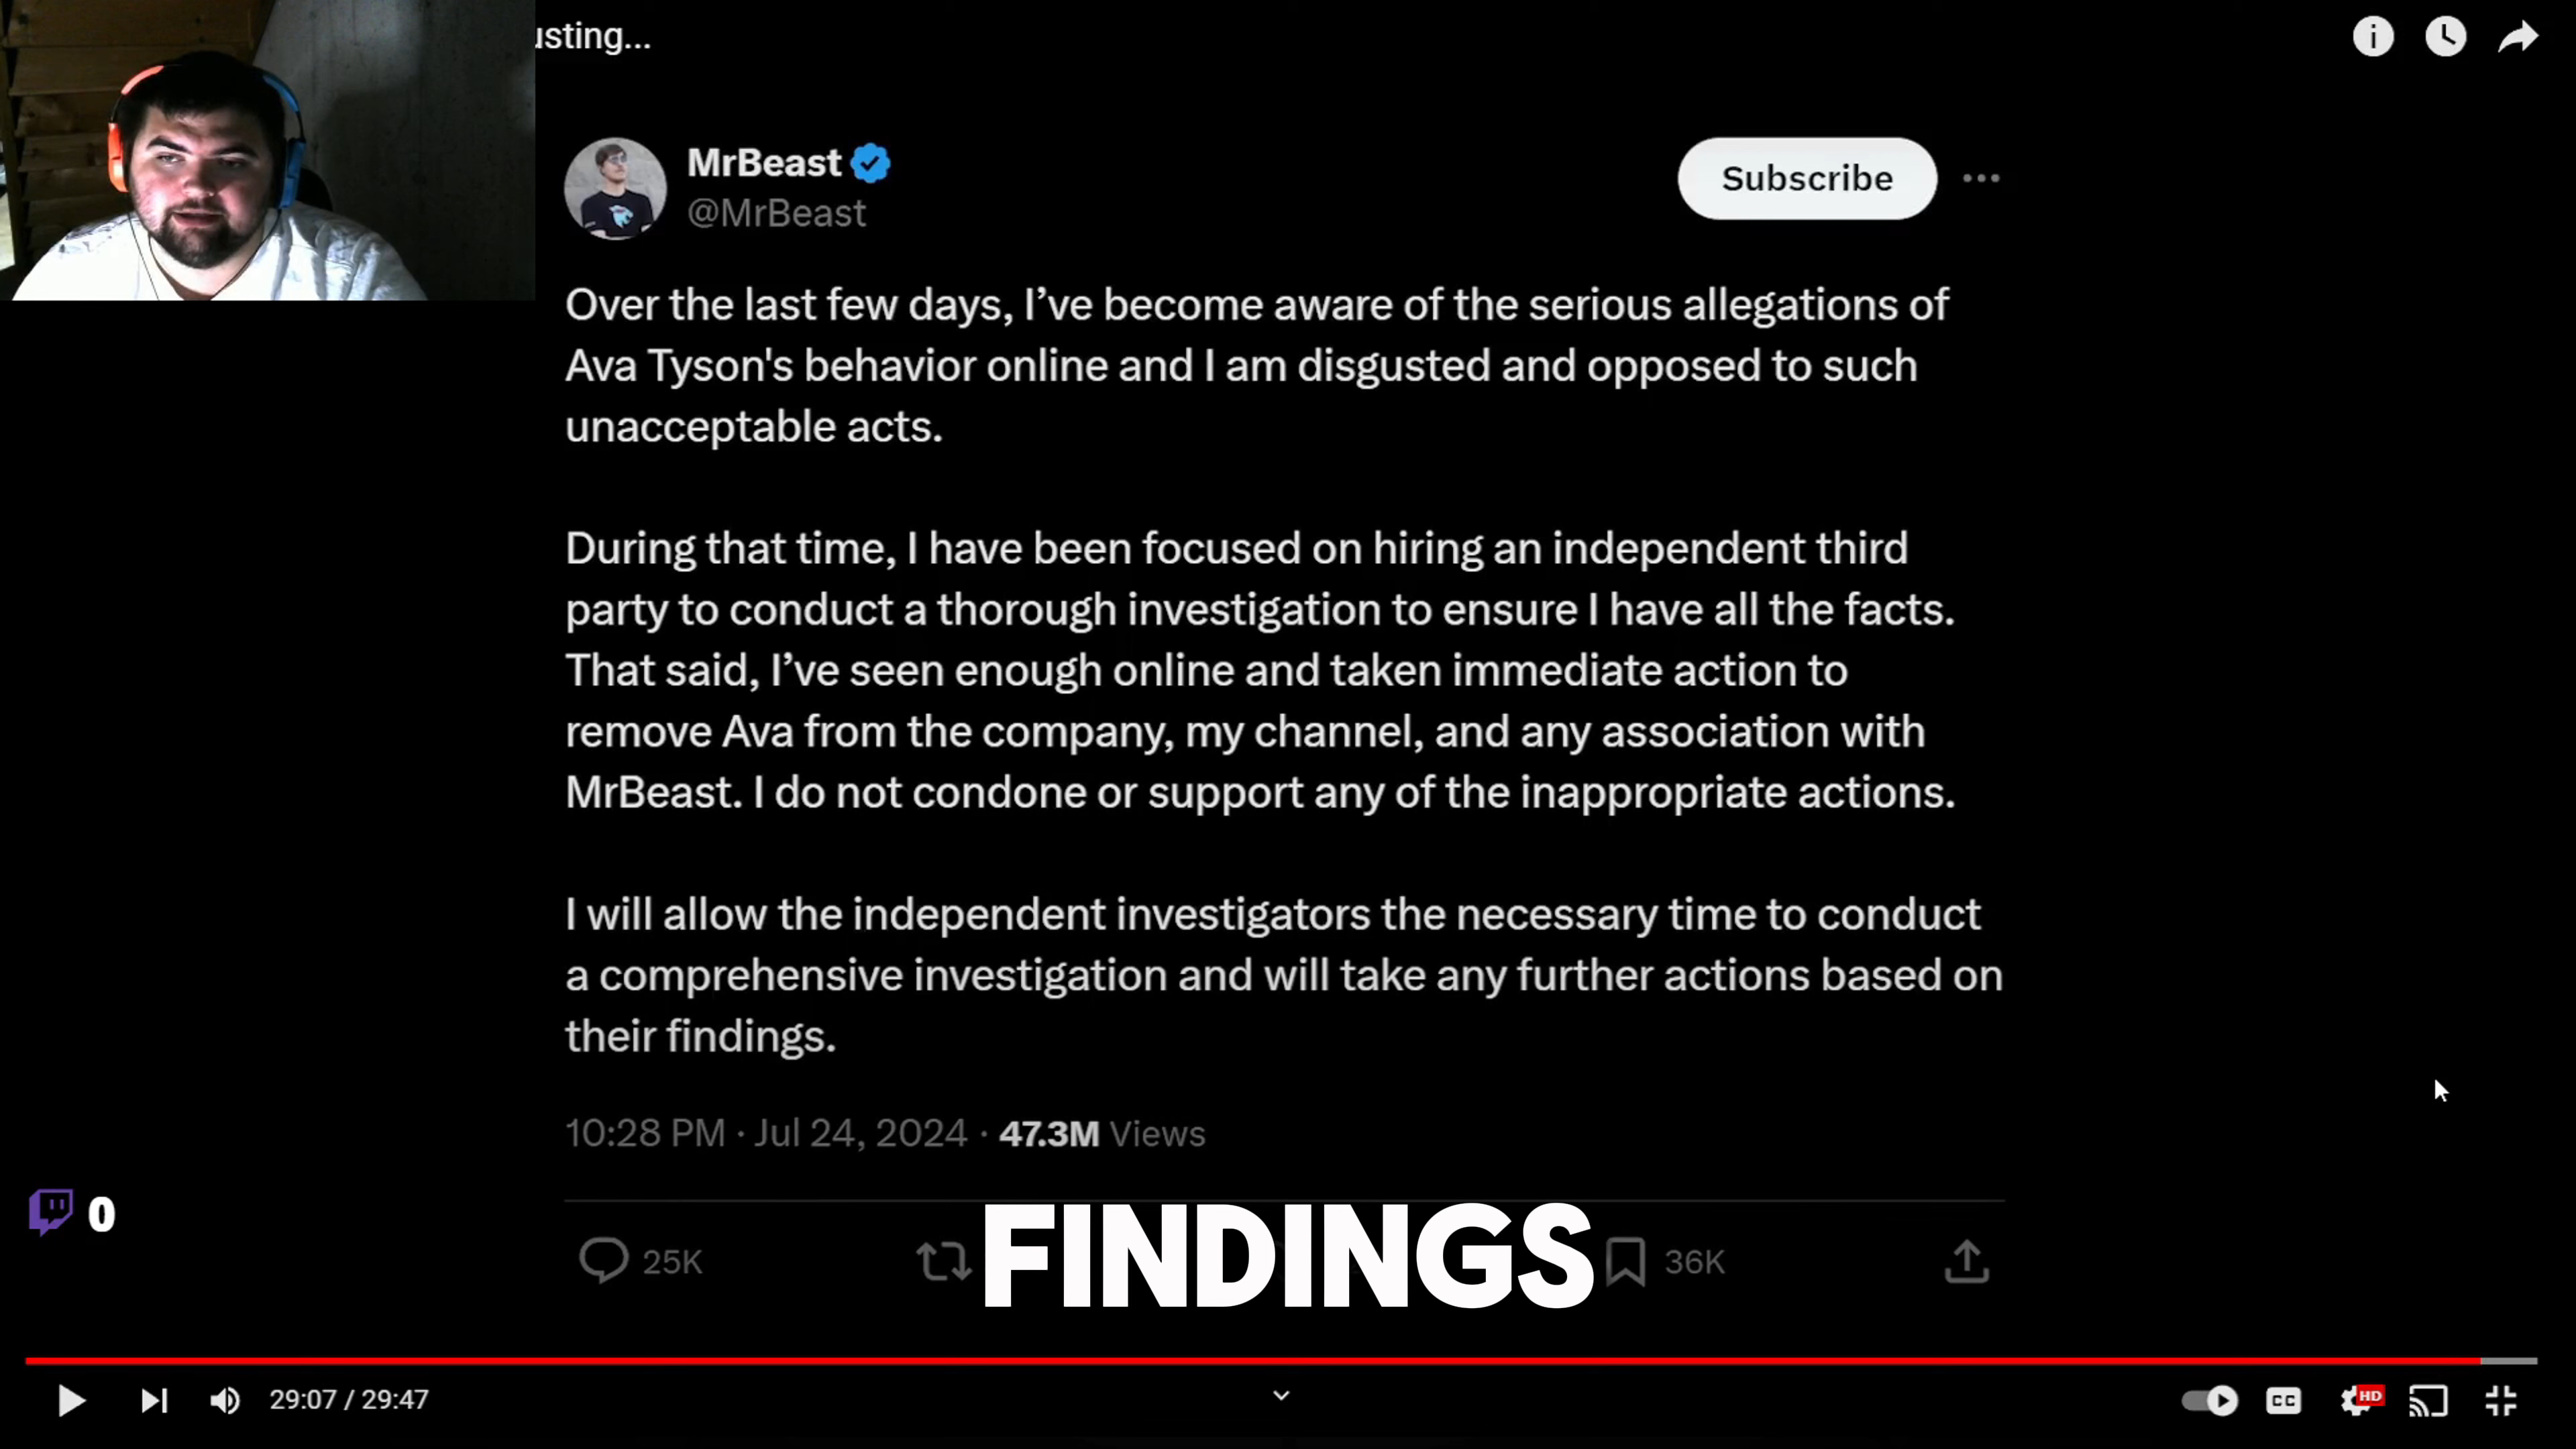 usting...
MrBeast
@MrBeast
Subscribe
Over the last few days, I’ve become aware of the serious allegations of
Ava Tyson's behavior online and I am disgusted and opposed to such
unacceptable acts.
During that time, I have been focused on hiring an independent third
party to conduct a thorough investigation to ensure I have all the facts.
That said, I’ve seen enough online and taken immediate action to
remove Ava from the company, my channel, and any association with
MrBeast. I do not condone or support any of the inappropriate actions.
I will allow the independent investigators the necessary time to conduct
a comprehensive investigation and will take any further actions based on
their findings.
10:28 PM · Jul 24, 2024 · 47.3M Views
0
25K
36K
FINDINGS
29:07 / 29:47
CC
HD